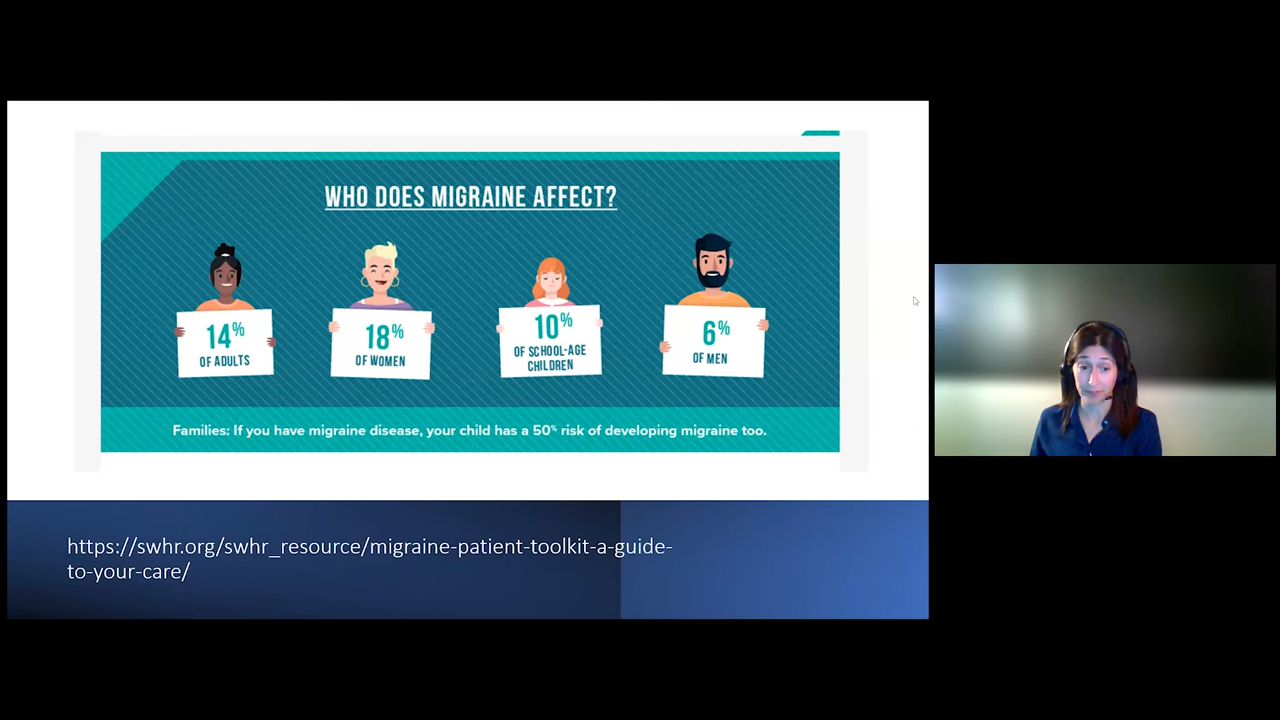 WHO DOES MIGRAINE AFFECT?
14%
OF ADULTS
18%
OF WOMEN
10%
OF SCHOOL-AGE
CHILDREN
6%
OF MEN
Families: If you have migraine disease, your child has a 50% risk of developing migraine too.
https://swhr.org/swhr_resource/migraine-patient-toolkit-a-guide-
to-your-care/